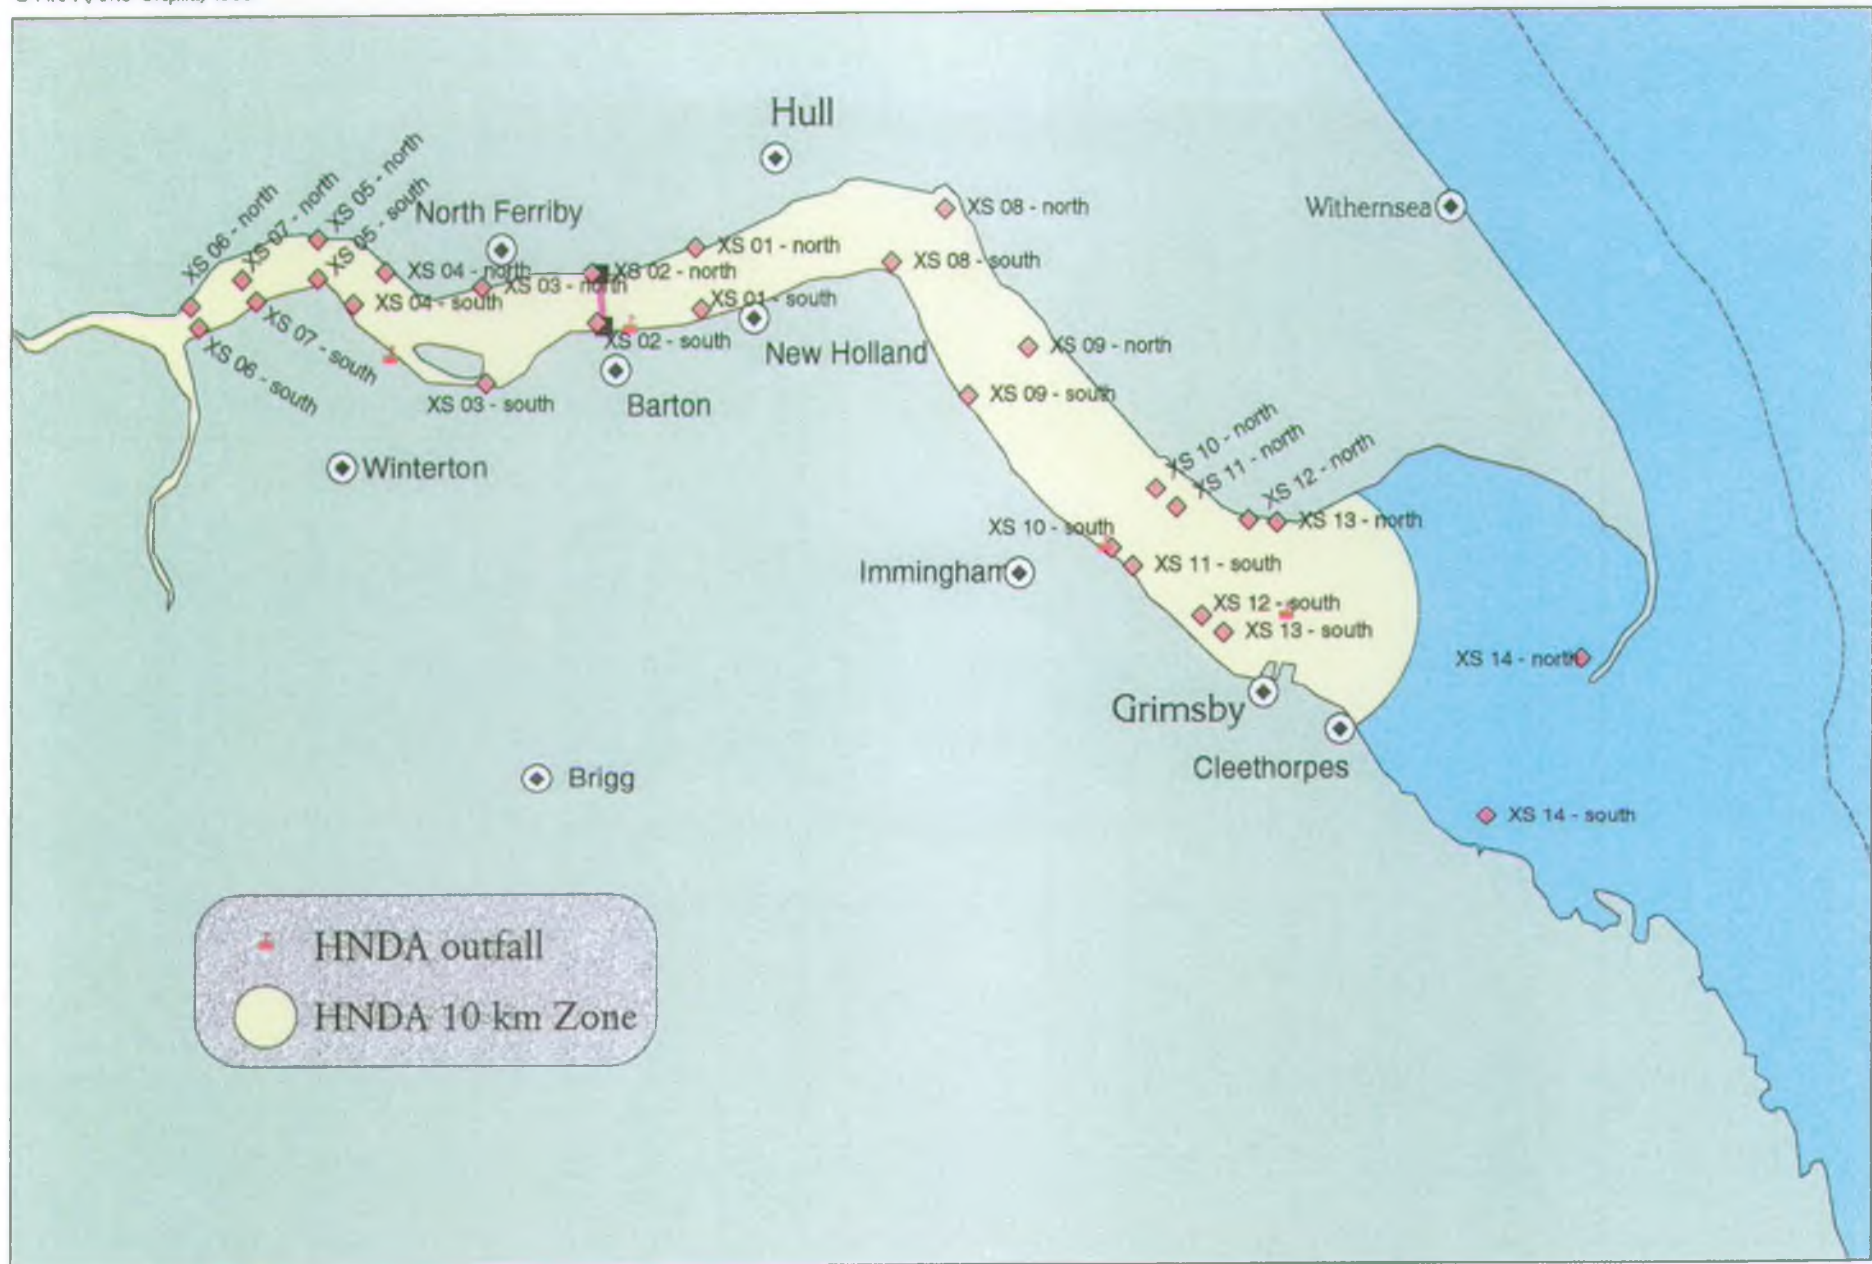 Hull
XS 05 - north
XS 07 - north
XS 06 - north
XS 05 - south
North Ferriby
XS 08 - north
Withernsea
XS 01 - north
XS 04 - north
XS 03 - north
XS 02 - north
XS 08 - south
XS 04 - south
XS 01 - south
XS 07 - south
XS 06 - south
XS 02 - south
New Holland
XS 09 - north
XS 03 - south
Barton
XS 09 - south
XS 10 - north
XS 11 - north
XS 12 - north
Winterton
XS 10 - south
XS 13 - north
Immingham
XS 11 - south
XS 12 - south
XS 13 - south
XS 14 - north
Grimsby
Cleethorpes
Brigg
XS 14 - south
HNDA outfall
HNDA 10 km Zone